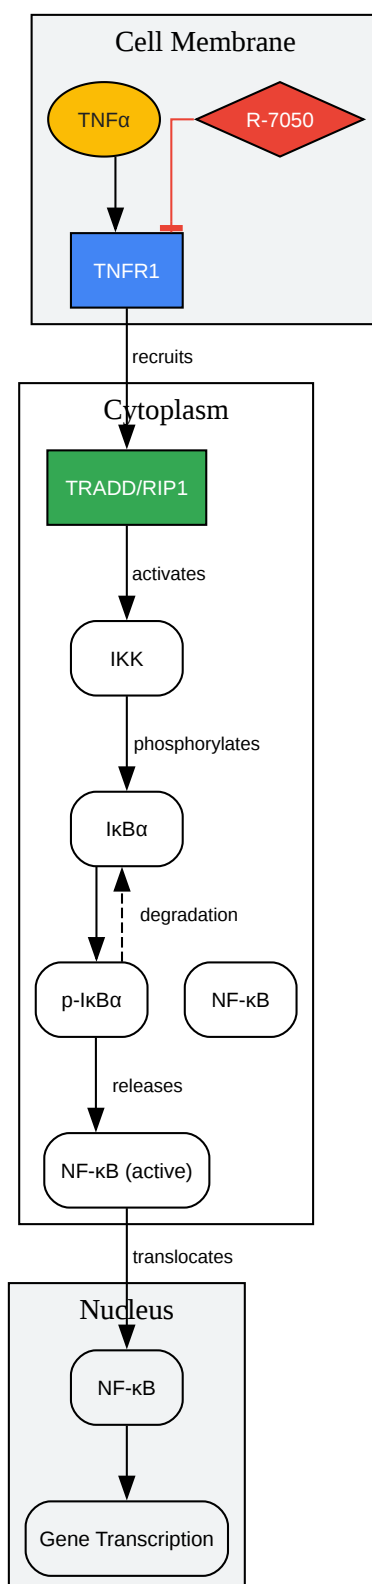 Cell Membrane
TNFα
R-7050
TNFR1
recruits
Cytoplasm
TRADD/RIP1
activates
IKK
phosphorylates
IκBα
degradation
p-IκBα
NF-κB
releases
NF-κB (active)
translocates
Nucleus
NF-κB
Gene Transcription